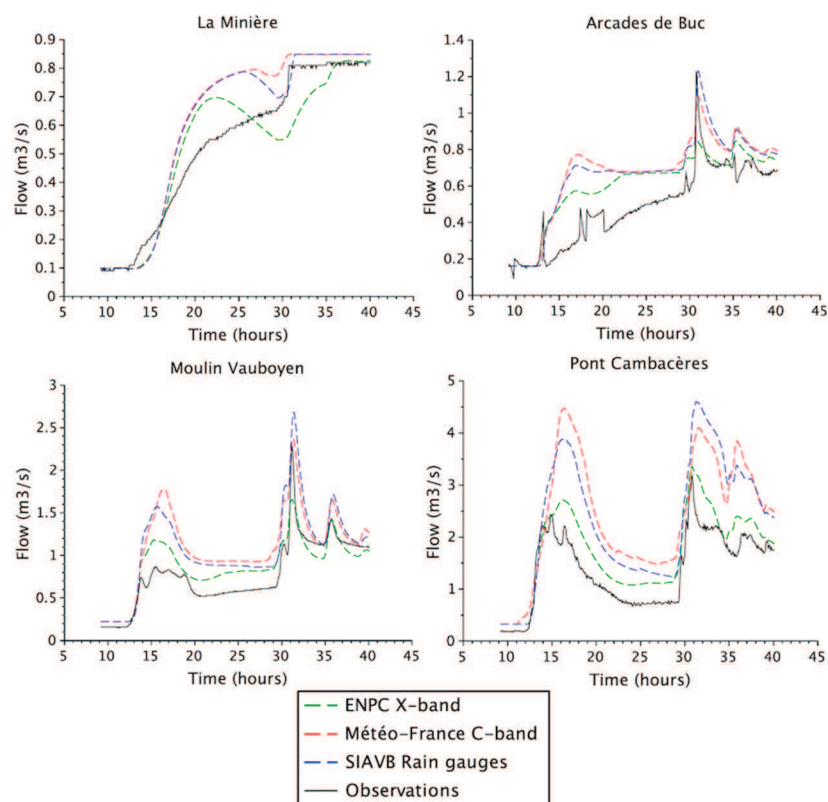 La Minière
0.9
0.8
0.7
0.6
0.5
0.4
0.3
0.2
0.1
0
Flow (m3/s)
5 10 15 20 25 30 35 40 45
Time (hours)
Arcades de Buc
1.4
1.2
1
0.8
0.6
0.4
0.2
0
Flow (m3/s)
5 10 15 20 25 30 35 40 45
Time (hours)
Moulin Vauboyen
3
2.5
2
1.5
1
0.5
0
Flow (m3/s)
5 10 15 20 25 30 35 40 45
Time (hours)
Pont Cambacères
5
4
3
2
1
0
Flow (m3/s)
5 10 15 20 25 30 35 40 45
Time (hours)
ENPC X-band
Météo-France C-band
SIAVB Rain gauges
Observations